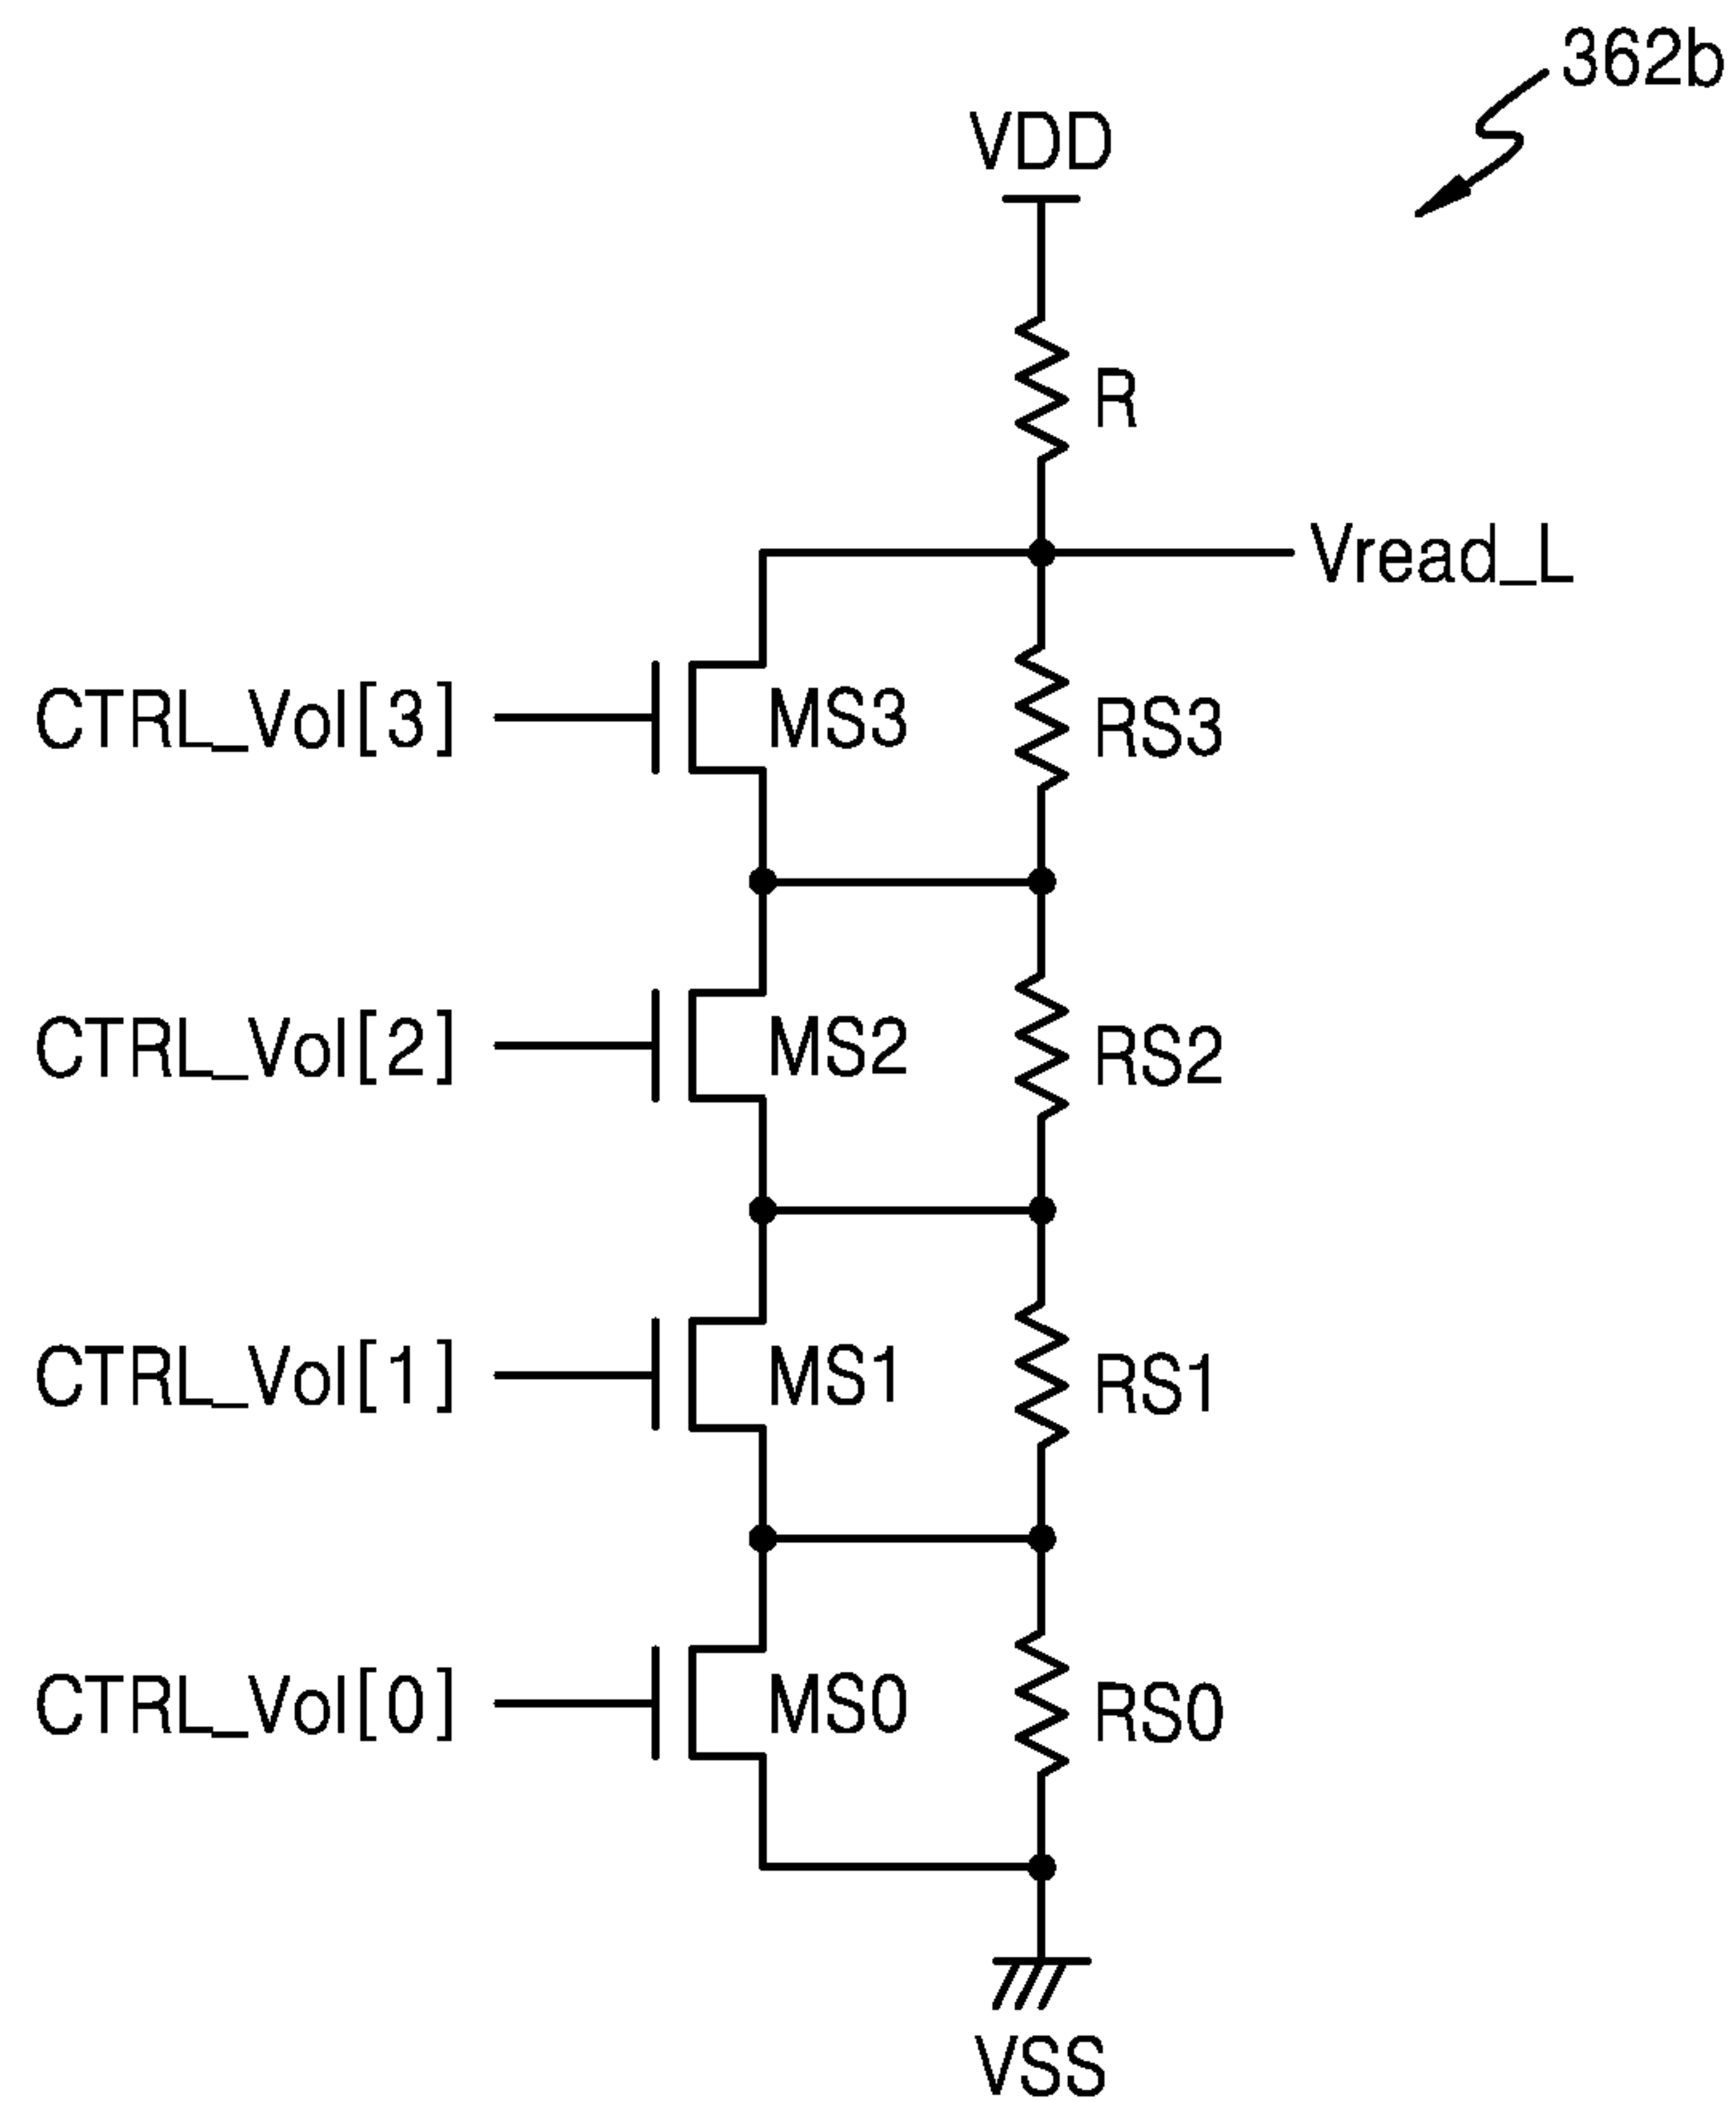 362b
VDD
R
Vread_L
CTRL_Vol[3]
MS3
RS3
CTRL_Vol[2]
MS2
RS2
CTRL_Vol[1]
MS1
RS1
CTRL_Vol[0]
MS0
RS0
VSS